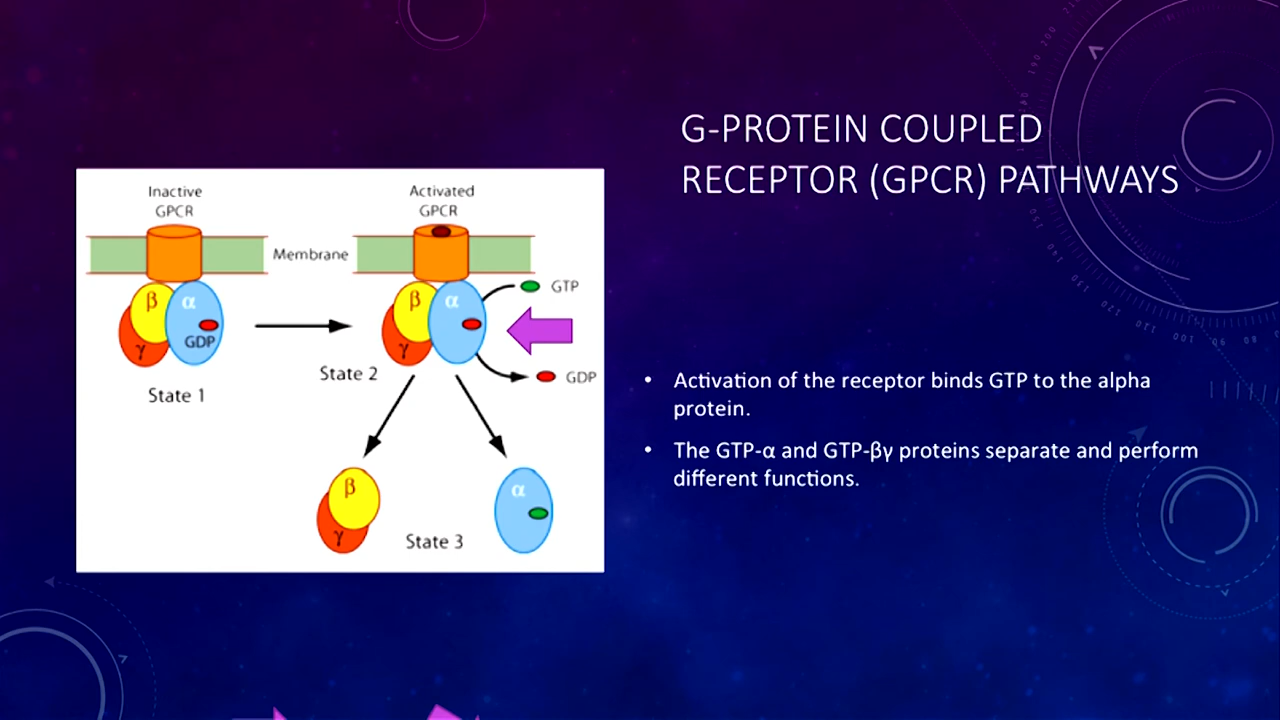 G-PROTEIN COUPLED
RECEPTOR (GPCR) PATHWAYS
Inactive
GPCR
Activated
GPCR
Membrane
β
α
γ
GDP
State 1
β
α
γ
GTP
GDP
State 2
β
γ
α
State 3
• Activation of the receptor binds GTP to the alpha
protein.
• The GTP-α and GTP-βγ proteins separate and perform
different functions.